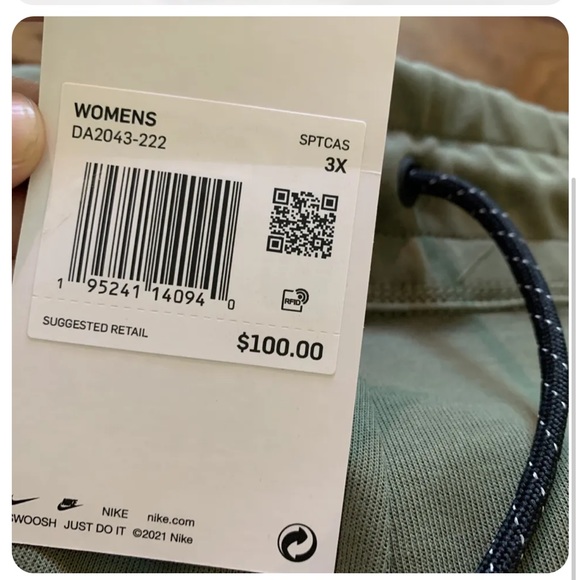 WOMENS
DA2043-222
SPTCAS
3X
1 95241 14094 0
RFID
SUGGESTED RETAIL
$100.00
NIKE nike.com
SWOOSH JUST DO IT ©2021 Nike